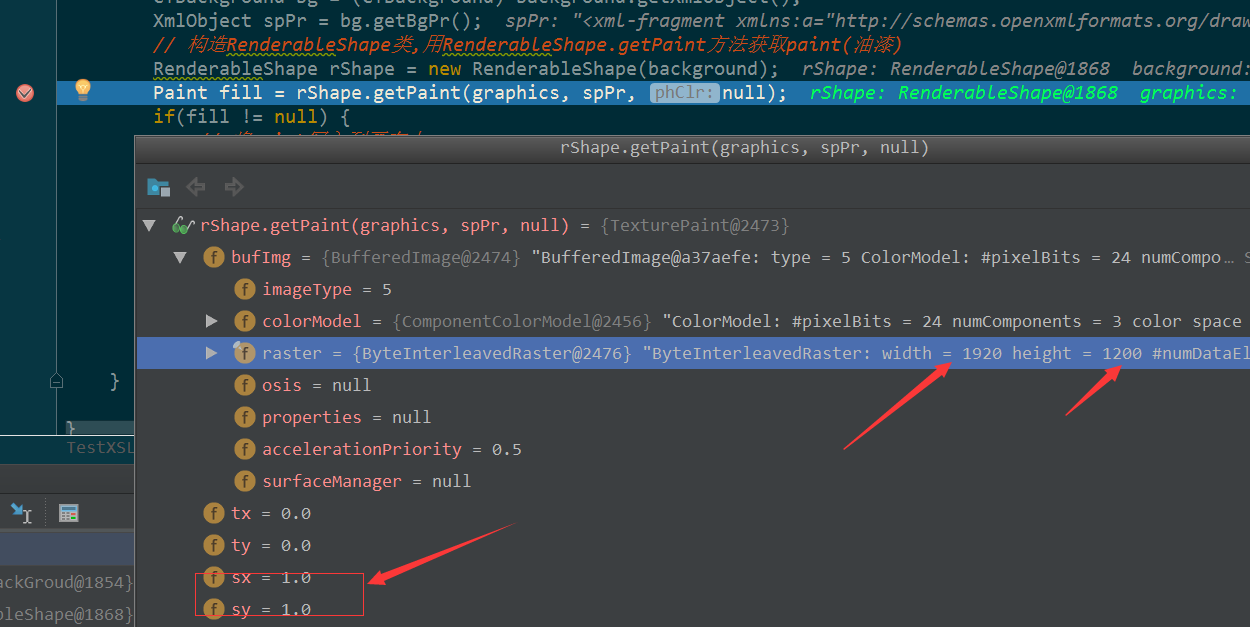 XmlObject spPr = bg.getBgPr();  spPr: "<xml-fragment xmlns:a="http://schemas.openxmlformats.org/draw
// 构造RenderableShape类,用RenderableShape.getPaint方法获取paint(油漆)
RenderableShape rShape = new RenderableShape(background);  rShape: RenderableShape@1868  background:
Paint fill = rShape.getPaint(graphics, spPr, phClr: null);  rShape: RenderableShape@1868  graphics:
if(fill != null) {
rShape.getPaint(graphics, spPr, null)
rShape.getPaint(graphics, spPr, null) = {TexturePaint@2473}
bufImg = {BufferedImage@2474} "BufferedImage@a37aefe: type = 5 ColorModel: #pixelBits = 24 numCompo...
imageType = 5
colorModel = {ComponentColorModel@2456} "ColorModel: #pixelBits = 24 numComponents = 3 color space
raster = {ByteInterleavedRaster@2476} "ByteInterleavedRaster: width = 1920 height = 1200 #numDataEl
}
osis = null
properties = null
}
TestXSL
accelerationPriority = 0.5
surfaceManager = null
tx = 0.0
ty = 0.0
ackGroud@1854}
sx = 1.0
bleShape@1868}
sy = 1.0